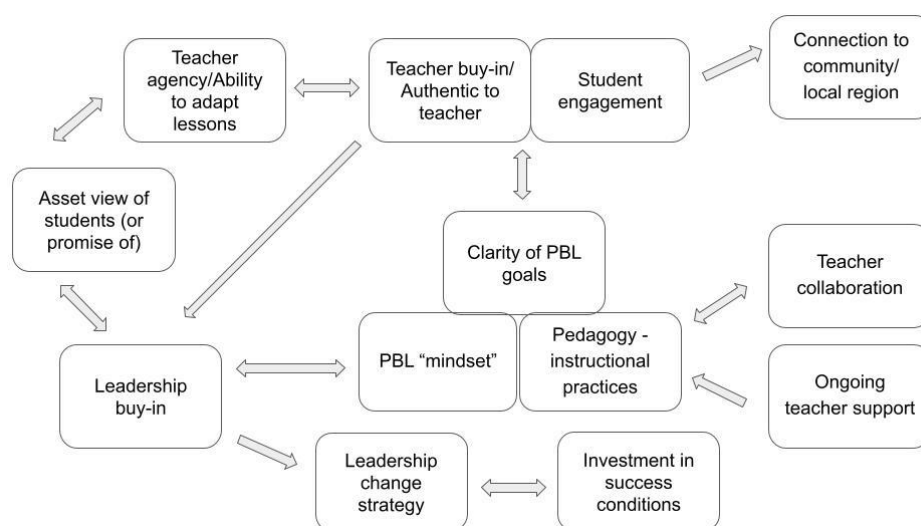 Teacher
agency/Ability
to adapt
lessons
Teacher buy-in/
Authentic to
teacher
Student
engagement
Connection to
community/
local region
Asset view of
students (or
promise of)
Clarity of PBL
goals
Teacher
collaboration
Leadership
buy-in
PBL “mindset”
Pedagogy -
instructional
practices
Ongoing
teacher support
Leadership
change
strategy
Investment in
success
conditions